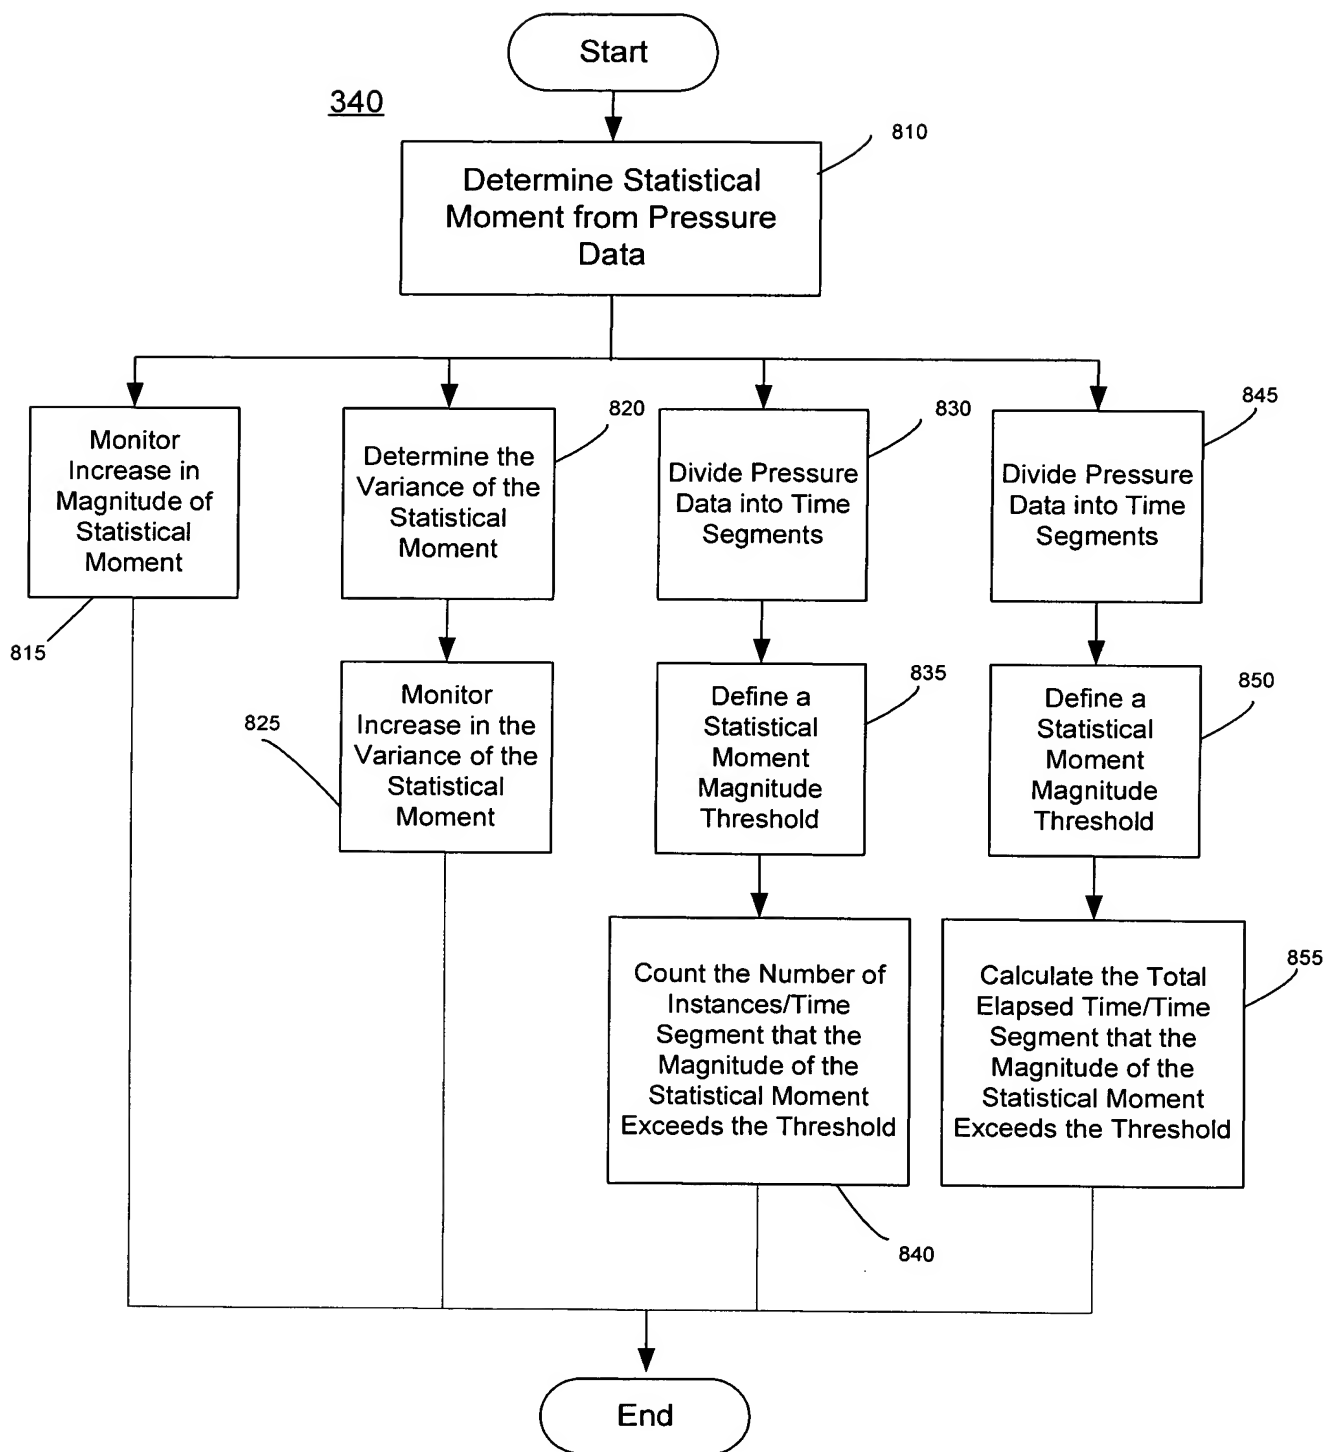 Start
340
810
Determine Statistical
Moment from Pressure
Data
Monitor
Increase in
Magnitude of
Statistical
Moment
815
820
Determine the
Variance of the
Statistical
Moment
830
Divide Pressure
Data into Time
Segments
845
Divide Pressure
Data into Time
Segments
825
Monitor
Increase in the
Variance of the
Statistical
Moment
835
Define a
Statistical
Moment
Magnitude
Threshold
850
Define a
Statistical
Moment
Magnitude
Threshold
Count the Number of
Instances/Time
Segment that the
Magnitude of the
Statistical Moment
Exceeds the Threshold
840
855
Calculate the Total
Elapsed Time/Time
Segment that the
Magnitude of the
Statistical Moment
Exceeds the Threshold
End